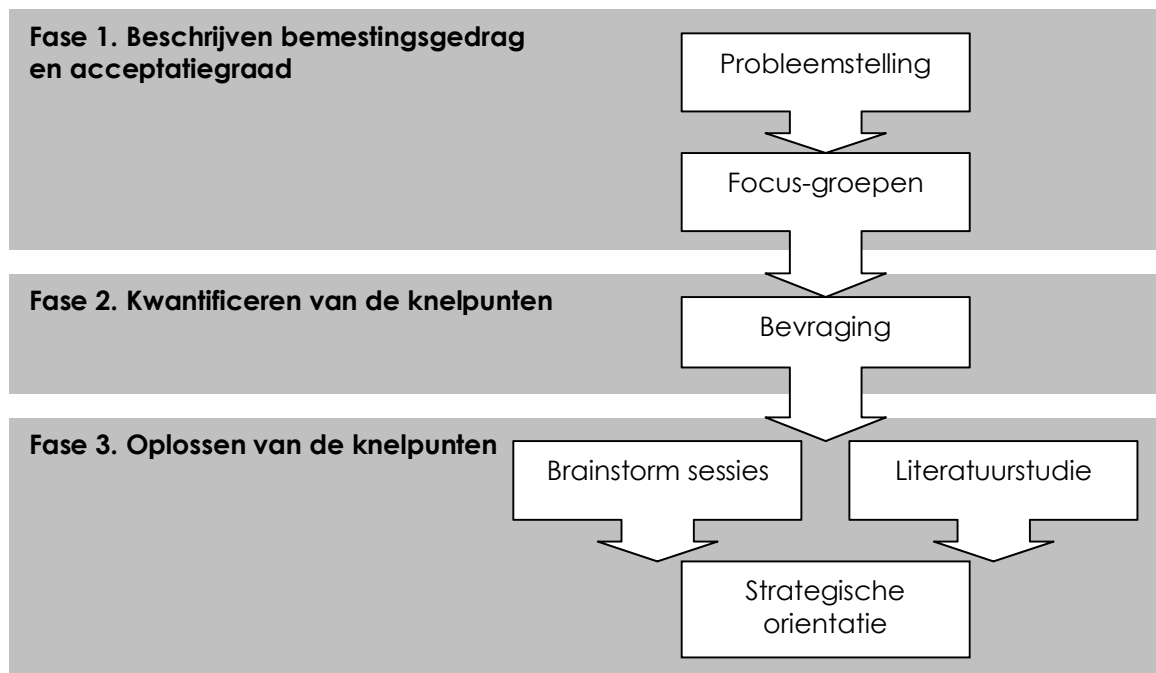 Fase 1. Beschrijven bemestingsgedrag
en acceptatiegraad
Probleemstelling
Focus-groepen
Fase 2. Kwantificeren van de knelpunten
Bevraging
Fase 3. Oplossen van de knelpunten
Brainstorm sessies
Literatuurstudie
Strategische
orientatie